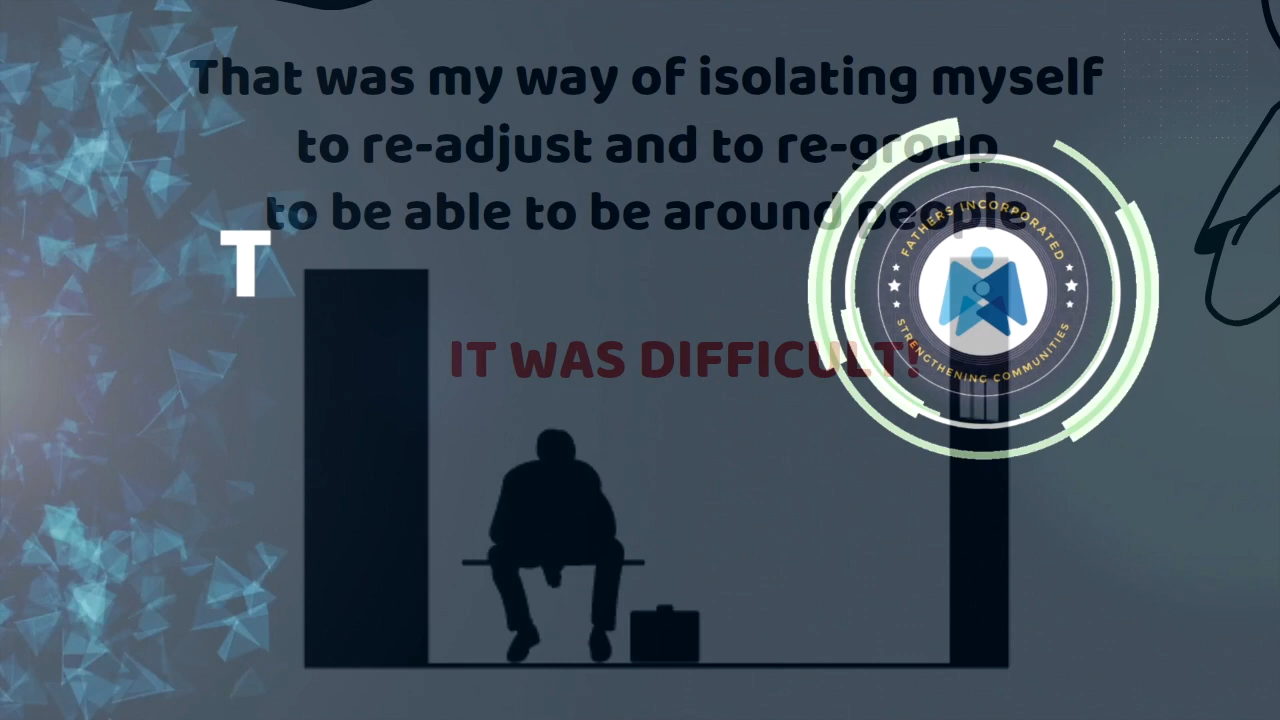 That was my way of isolating myself
to re-adjust and to re-group
to be able to be around people
T
FATHERS INCORPORATED
IT WAS DIFFICULT!
STRENGTHENING COMMUNITIES